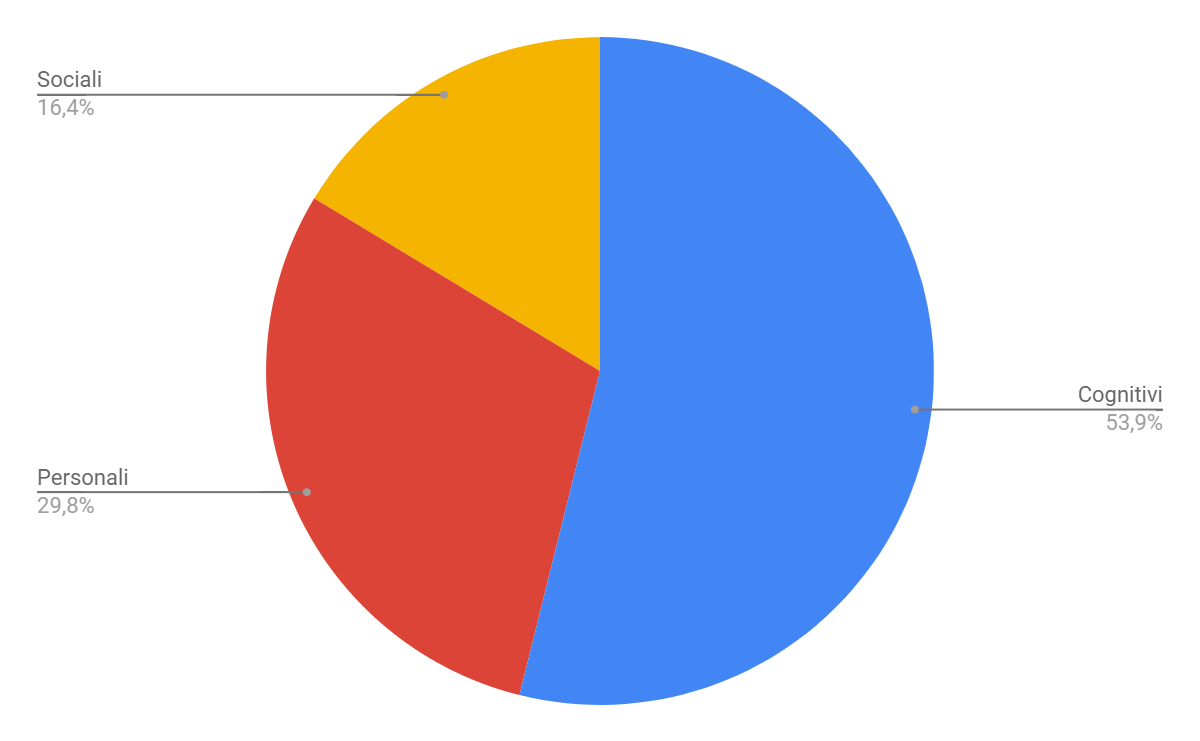 Sociali
16,4%
Cognitivi
53,9%
Personali
29,8%